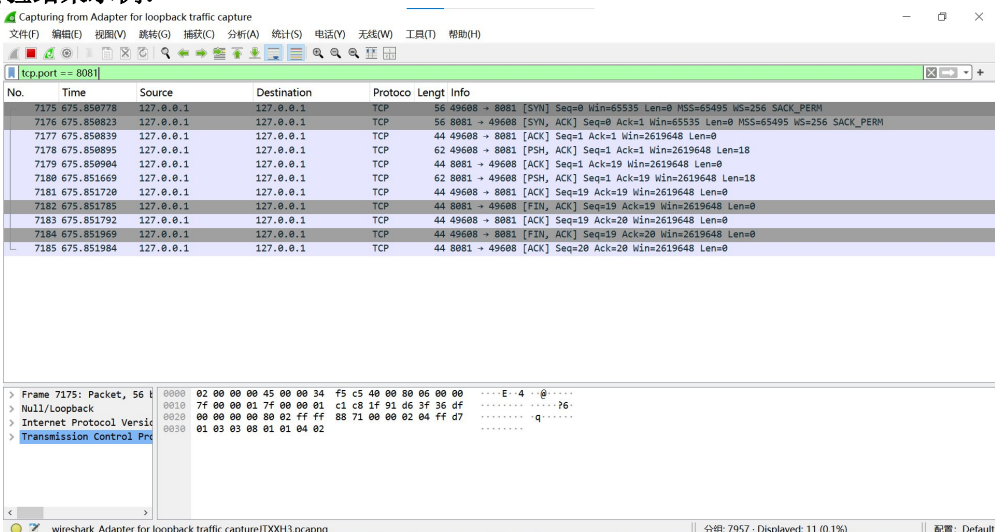 Capturing from Adapter for loopback traffic capture
文件(F) 编辑(E) 视图(V) 跳转(G) 捕获(C) 分析(A) 统计(S) 电话(Y) 无线(W) 工具(T) 帮助(H)
tcp.port == 8081
No. Time Source Destination Protoco Lengt Info
7175 675.850778 127.0.0.1 127.0.0.1 TCP 56 49608 → 8081 [SYN] Seq=0 Win=65535 Len=0 MSS=65495 WS=256 SACK_PERM
7176 675.850823 127.0.0.1 127.0.0.1 TCP 56 8081 → 49608 [SYN, ACK] Seq=0 Ack=1 Win=65535 Len=0 MSS=65495 WS=256 SACK_PERM
7177 675.850839 127.0.0.1 127.0.0.1 TCP 44 49608 → 8081 [ACK] Seq=1 Ack=1 Win=2619648 Len=0
7178 675.850895 127.0.0.1 127.0.0.1 TCP 62 49608 → 8081 [PSH, ACK] Seq=1 Ack=1 Win=2619648 Len=18
7179 675.850904 127.0.0.1 127.0.0.1 TCP 44 8081 → 49608 [ACK] Seq=1 Ack=19 Win=2619648 Len=0
7180 675.851669 127.0.0.1 127.0.0.1 TCP 62 8081 → 49608 [PSH, ACK] Seq=1 Ack=19 Win=2619648 Len=18
7181 675.851720 127.0.0.1 127.0.0.1 TCP 44 49608 → 8081 [ACK] Seq=19 Ack=19 Win=2619648 Len=0
7182 675.851785 127.0.0.1 127.0.0.1 TCP 44 8081 → 49608 [FIN, ACK] Seq=19 Ack=19 Win=2619648 Len=0
7183 675.851792 127.0.0.1 127.0.0.1 TCP 44 49608 → 8081 [ACK] Seq=19 Ack=20 Win=2619648 Len=0
7184 675.851969 127.0.0.1 127.0.0.1 TCP 44 49608 → 8081 [FIN, ACK] Seq=19 Ack=20 Win=2619648 Len=0
7185 675.851984 127.0.0.1 127.0.0.1 TCP 44 8081 → 49608 [ACK] Seq=20 Ack=20 Win=2619648 Len=0
Frame 7175: Packet, 56 b 0000 02 00 00 00 45 00 00 34 f5 c5 40 00 80 06 00 00 ····E··4 ··@·····
Null/Loopback 0010 7f 00 00 01 7f 00 00 01 c1 c8 1f 91 d6 3f 36 df ········ ·····?6·
Internet Protocol Versic 0020 00 00 00 00 80 02 ff ff 88 71 00 00 02 04 ff d7 ········ ·q······
Transmission Control Pro 0030 01 03 03 08 01 01 04 02 ········
wireshark_Adapter for loopback traffic captureJTXXH3.pcapng 分组: 7957 · Displayed: 11 (0.1%) 配置: Default